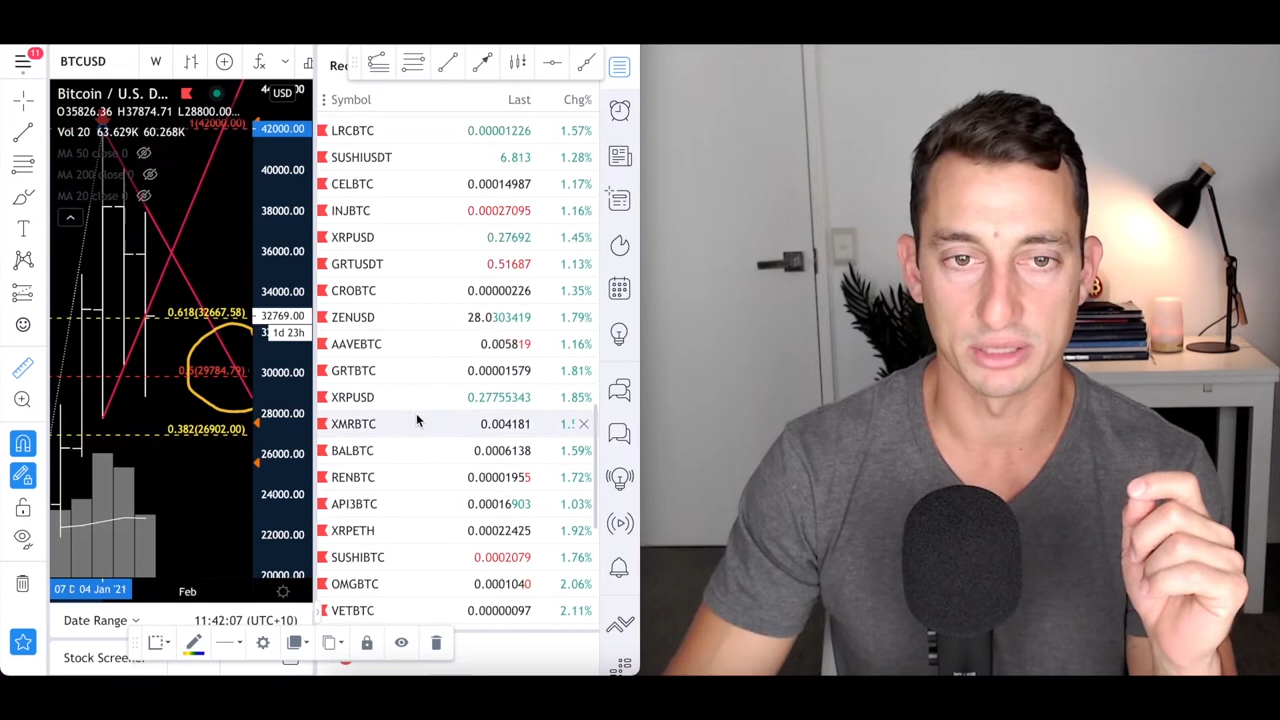 11
BTCUSD W
Rec
Bitcoin / U.S. D... USD
O35826.36 H37874.71 L28800.00...
Vol 20 63.629K 60.268K
MA 50 close 0
MA 200 close 0
MA 20 close 0
1(42000.00)
42000.00
40000.00
38000.00
36000.00
34000.00
0.618(32667.58)
32769.00
1d 23h
0.5(29784.79)
30000.00
28000.00
0.382(26902.00)
26000.00
24000.00
22000.00
20000.00
04 Jan '21 Feb
Date Range 11:42:07 (UTC+10)
Stock Screener
Symbol Last Chg%
LRCBTC 0.00001226 1.57%
SUSHIUSDT 6.813 1.28%
CELBTC 0.00014987 1.17%
INJBTC 0.00027095 1.16%
XRPUSD 0.27692 1.45%
GRTUSDT 0.51687 1.13%
CROBTC 0.00000226 1.35%
ZENUSD 28.0303419 1.79%
AAVEBTC 0.005819 1.16%
GRTBTC 0.00001579 1.81%
XRPUSD 0.27755343 1.85%
XMRBTC 0.004181
BALBTC 0.0006138 1.59%
RENBTC 0.00001955 1.72%
API3BTC 0.00016903 1.03%
XRPETH 0.00022425 1.92%
SUSHIBTC 0.0002079 1.76%
OMGBTC 0.0001040 2.06%
VETBTC 0.00000097 2.11%